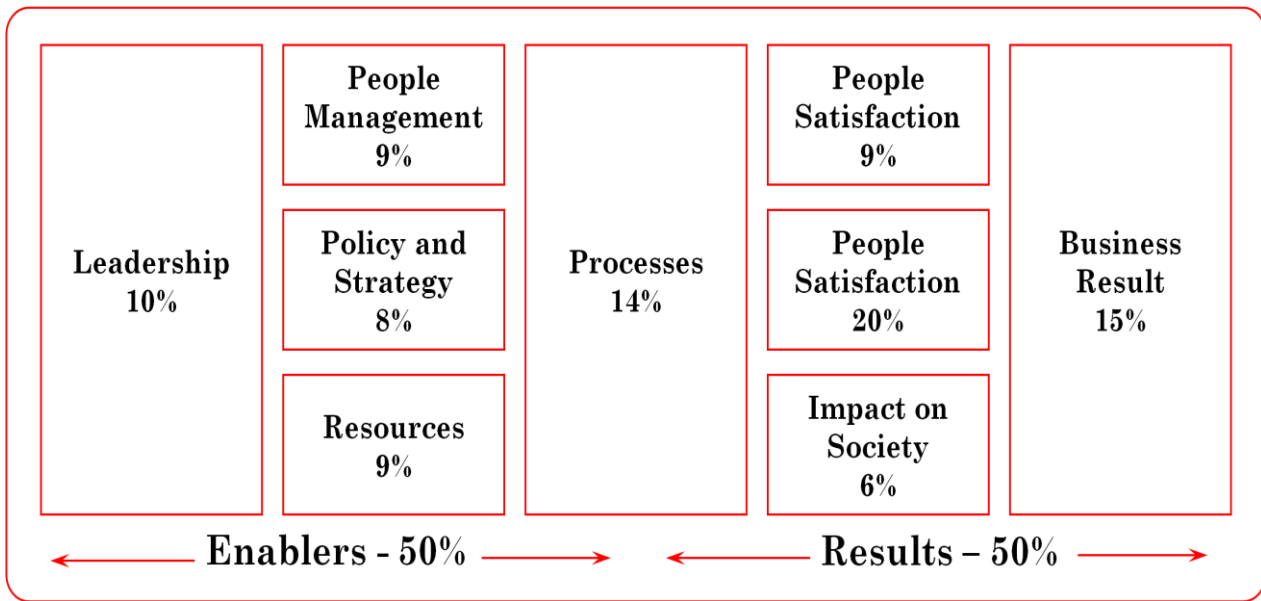 People
Management
9%
People
Satisfaction
9%
Leadership
10%
Policy and
Strategy
8%
Processes
14%
People
Satisfaction
20%
Business
Result
15%
Resources
9%
Impact on
Society
6%
Enablers - 50%
Results – 50%